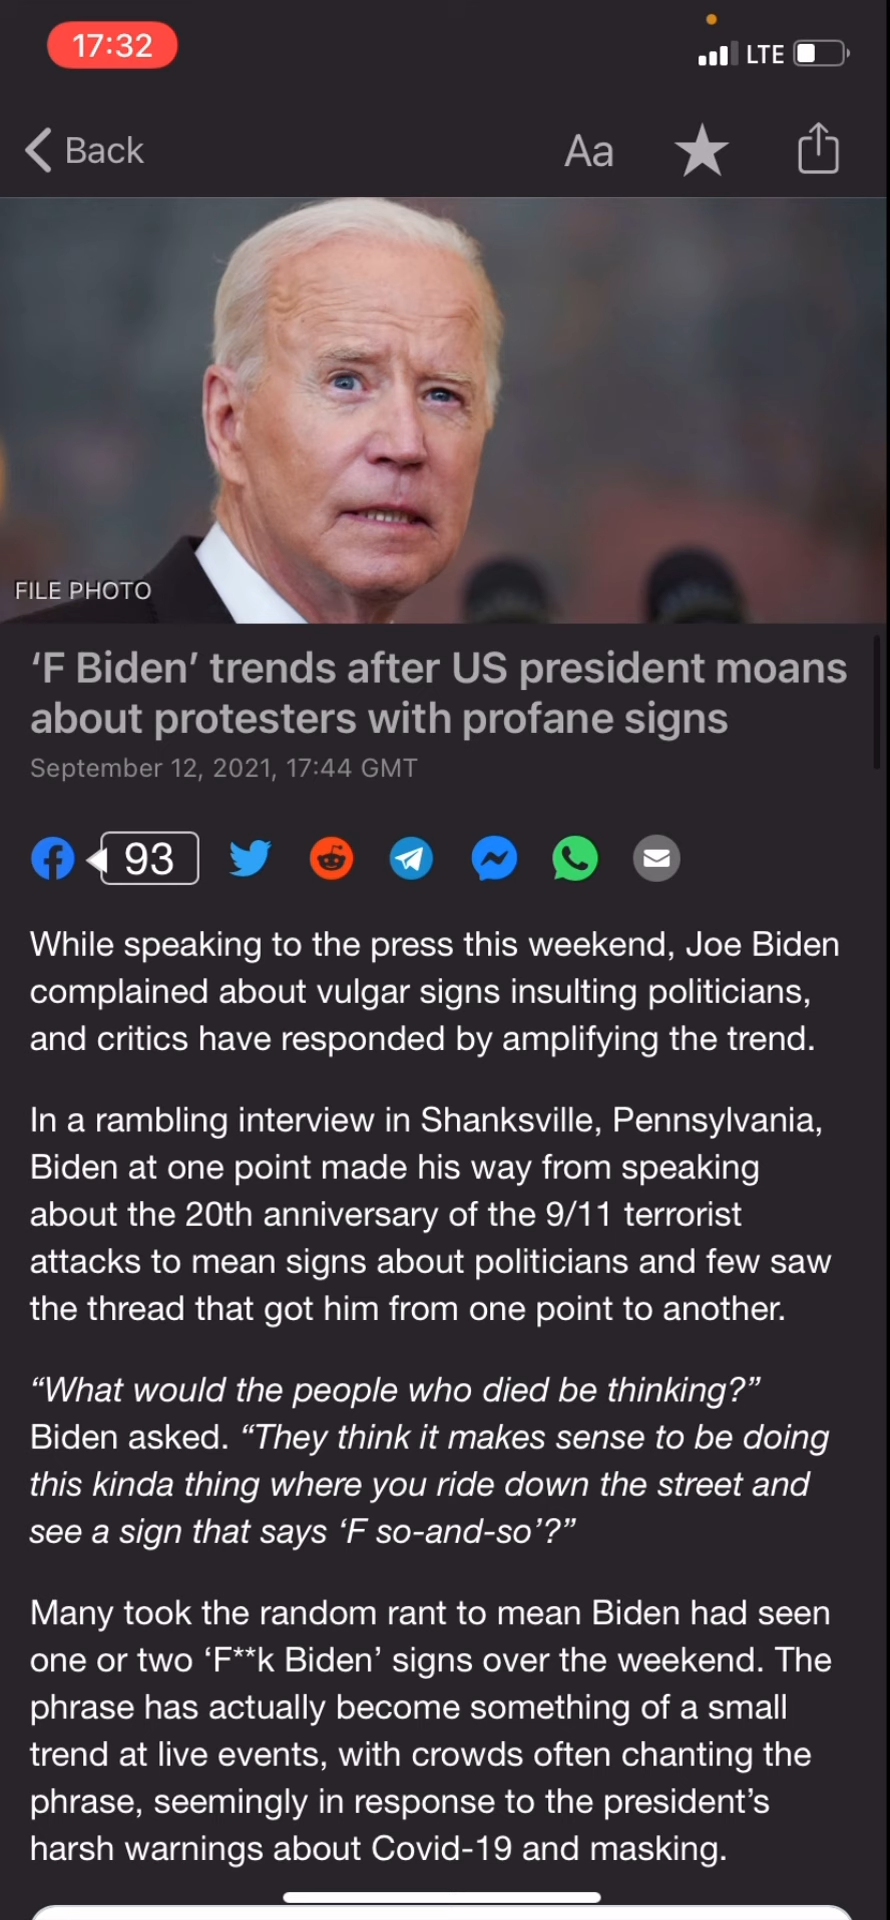 17:32
LTE
Back
Aa
FILE PHOTO
‘F Biden’ trends after US president moans
about protesters with profane signs
September 12, 2021, 17:44 GMT
93
While speaking to the press this weekend, Joe Biden
complained about vulgar signs insulting politicians,
and critics have responded by amplifying the trend.
In a rambling interview in Shanksville, Pennsylvania,
Biden at one point made his way from speaking
about the 20th anniversary of the 9/11 terrorist
attacks to mean signs about politicians and few saw
the thread that got him from one point to another.
“What would the people who died be thinking?”
Biden asked. “They think it makes sense to be doing
this kinda thing where you ride down the street and
see a sign that says ‘F so-and-so’?”
Many took the random rant to mean Biden had seen
one or two ‘F**k Biden’ signs over the weekend. The
phrase has actually become something of a small
trend at live events, with crowds often chanting the
phrase, seemingly in response to the president’s
harsh warnings about Covid-19 and masking.